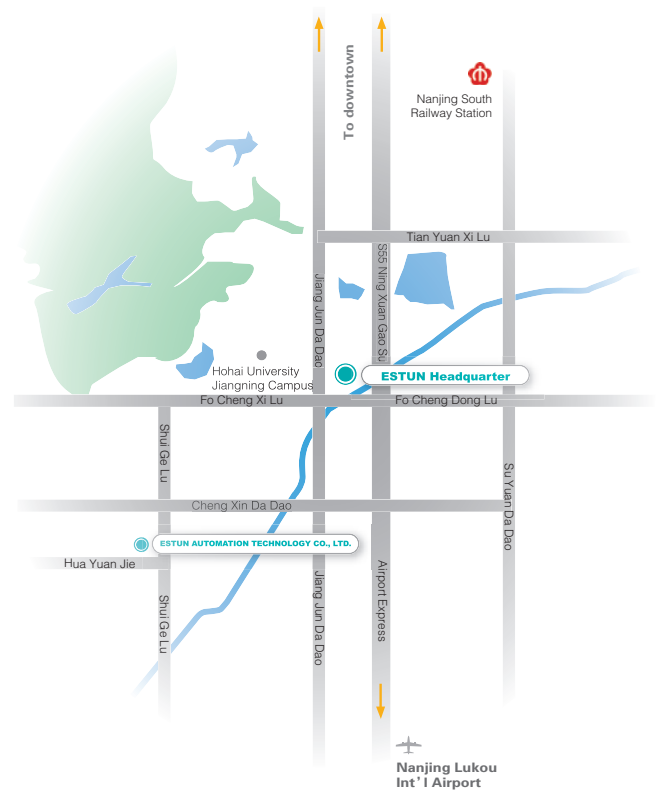 To downtown
Nanjing South
Railway Station
Tian Yuan Xi Lu
S55 Ning Xuan Gao Su
Jiang Jun Da Dao
Hohai University
Jiangning Campus
ESTUN Headquarter
Fo Cheng Xi Lu
Fo Cheng Dong Lu
Shui Ge Lu
Su Yuan Da Dao
Cheng Xin Da Dao
ESTUN AUTOMATION TECHNOLOGY CO., LTD.
Hua Yuan Jie
Airport Express
Jiang Jun Da Dao
Shui Ge Lu
Nanjing Lukou
Int' l Airport